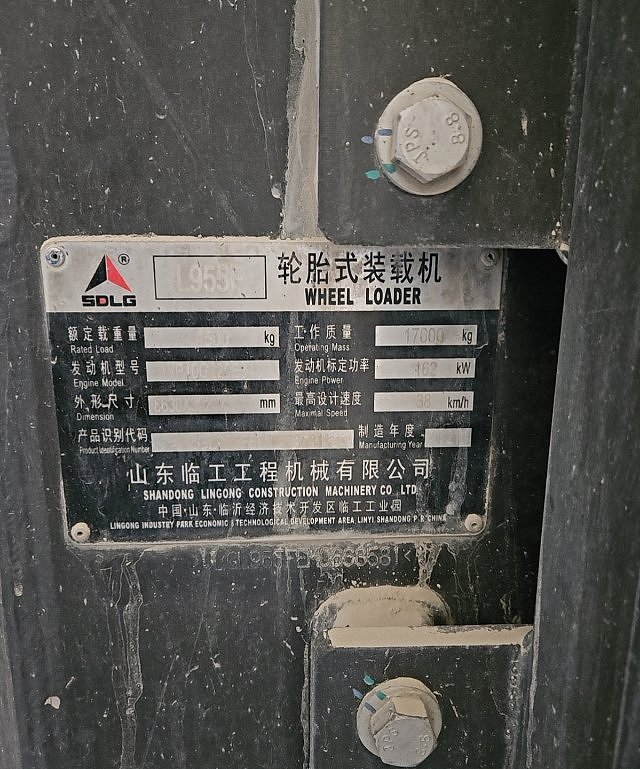 JPS 8.8
®
SDLG
L955F
轮胎式装载机
WHEEL LOADER
额定载重量 kg
Rated Load
工作质量 17600 kg
Operating Mass
发动机型号
Engine Model
发动机标定功率 162 kW
Engine Power
外形尺寸 mm
Dimension
最高设计速度 38 km/h
Maximal Speed
产品识别代码
Product Identification Number
制造年度
Manufacturing Year
山东临工工程机械有限公司
SHANDONG LINGONG CONSTRUCTION MACHINERY CO LTD
中国·山东·临沂经济技术开发区临工工业园
LINGONG INDUSTRY PARK ECONOMIC & TECHNOLOGICAL DEVELOPMENT AREA, LINYI SHANDONG P R CHINA
JPS 8.8